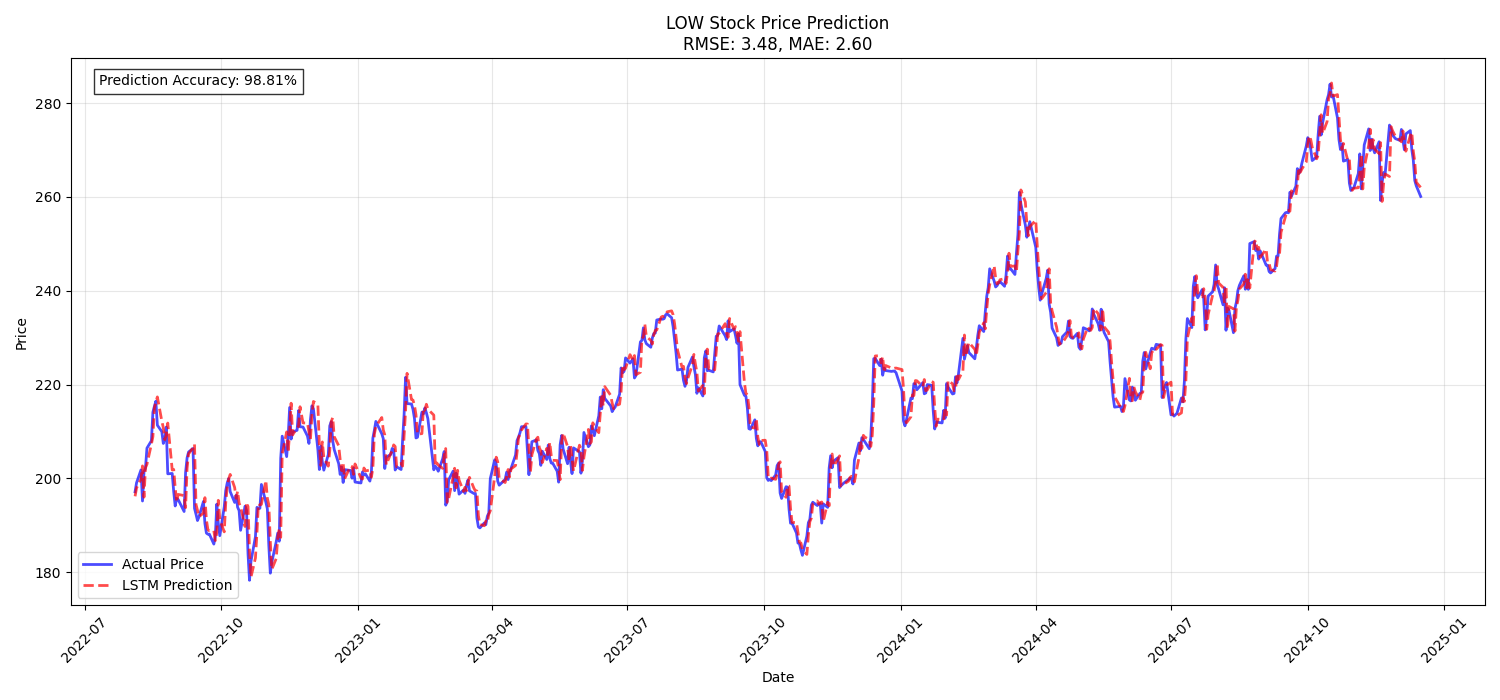 LOW Stock Price Prediction
RMSE: 3.48, MAE: 2.60
Prediction Accuracy: 98.81%
280
260
240
220
200
180
Price
Actual Price
LSTM Prediction
2022-07
2022-10
2023-01
2023-04
2023-07
2023-10
2024-01
2024-04
2024-07
2024-10
2025-01
Date